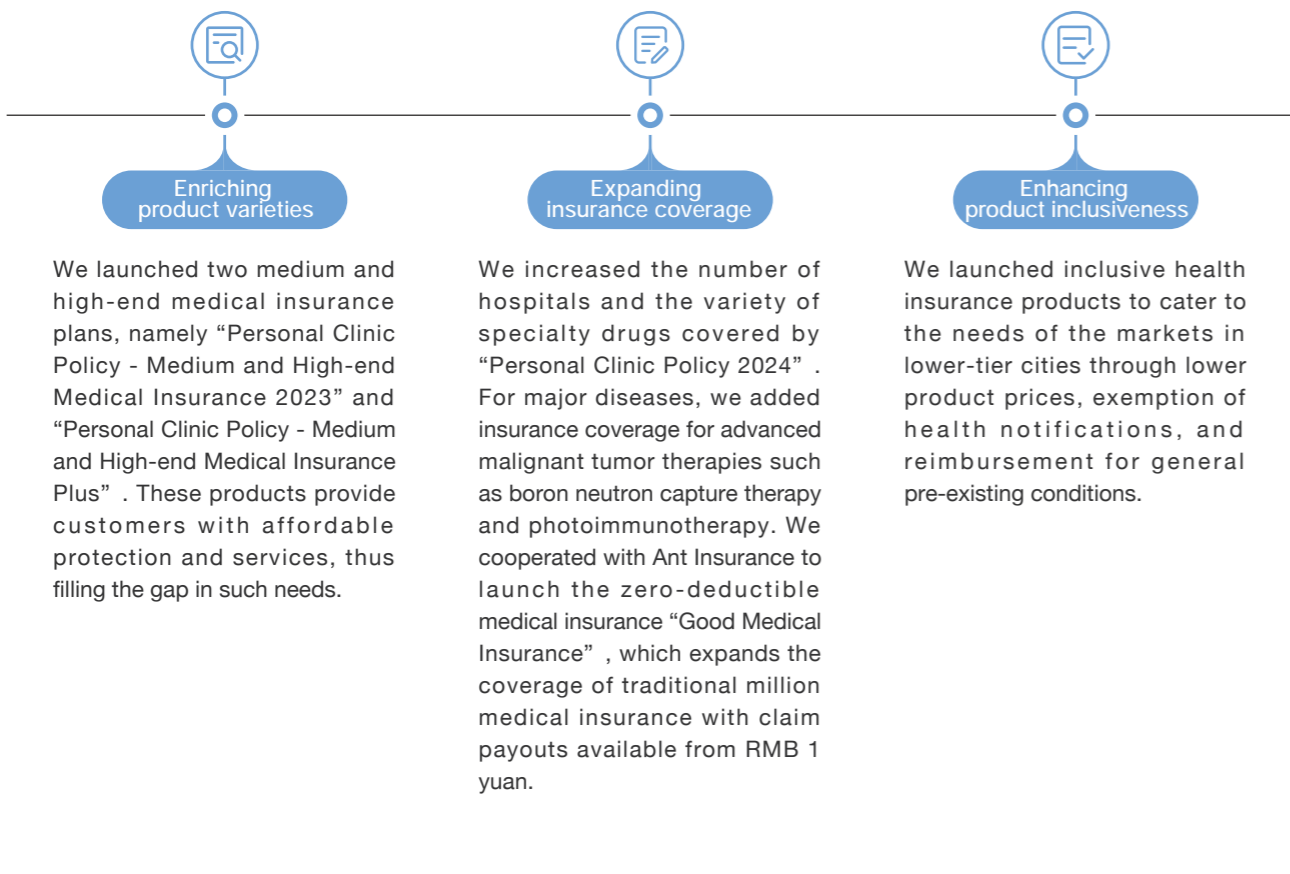 Enriching
product varieties
We launched two medium and
high-end medical insurance
plans, namely “Personal Clinic
Policy - Medium and High-end
Medical Insurance 2023” and
“Personal Clinic Policy - Medium
and High-end Medical Insurance
Plus” . These products provide
customers with affordable
protection and services, thus
filling the gap in such needs.
Expanding
insurance coverage
We increased the number of
hospitals and the variety of
specialty drugs covered by
“Personal Clinic Policy 2024” .
For major diseases, we added
insurance coverage for advanced
malignant tumor therapies such
as boron neutron capture therapy
and photoimmunotherapy. We
cooperated with Ant Insurance to
launch the zero-deductible
medical insurance “Good Medical
Insurance” , which expands the
coverage of traditional million
medical insurance with claim
payouts available from RMB 1
yuan.
Enhancing
product inclusiveness
We launched inclusive health
insurance products to cater to
the needs of the markets in
lower-tier cities through lower
product prices, exemption of
health notifications, and
reimbursement for general
pre-existing conditions.